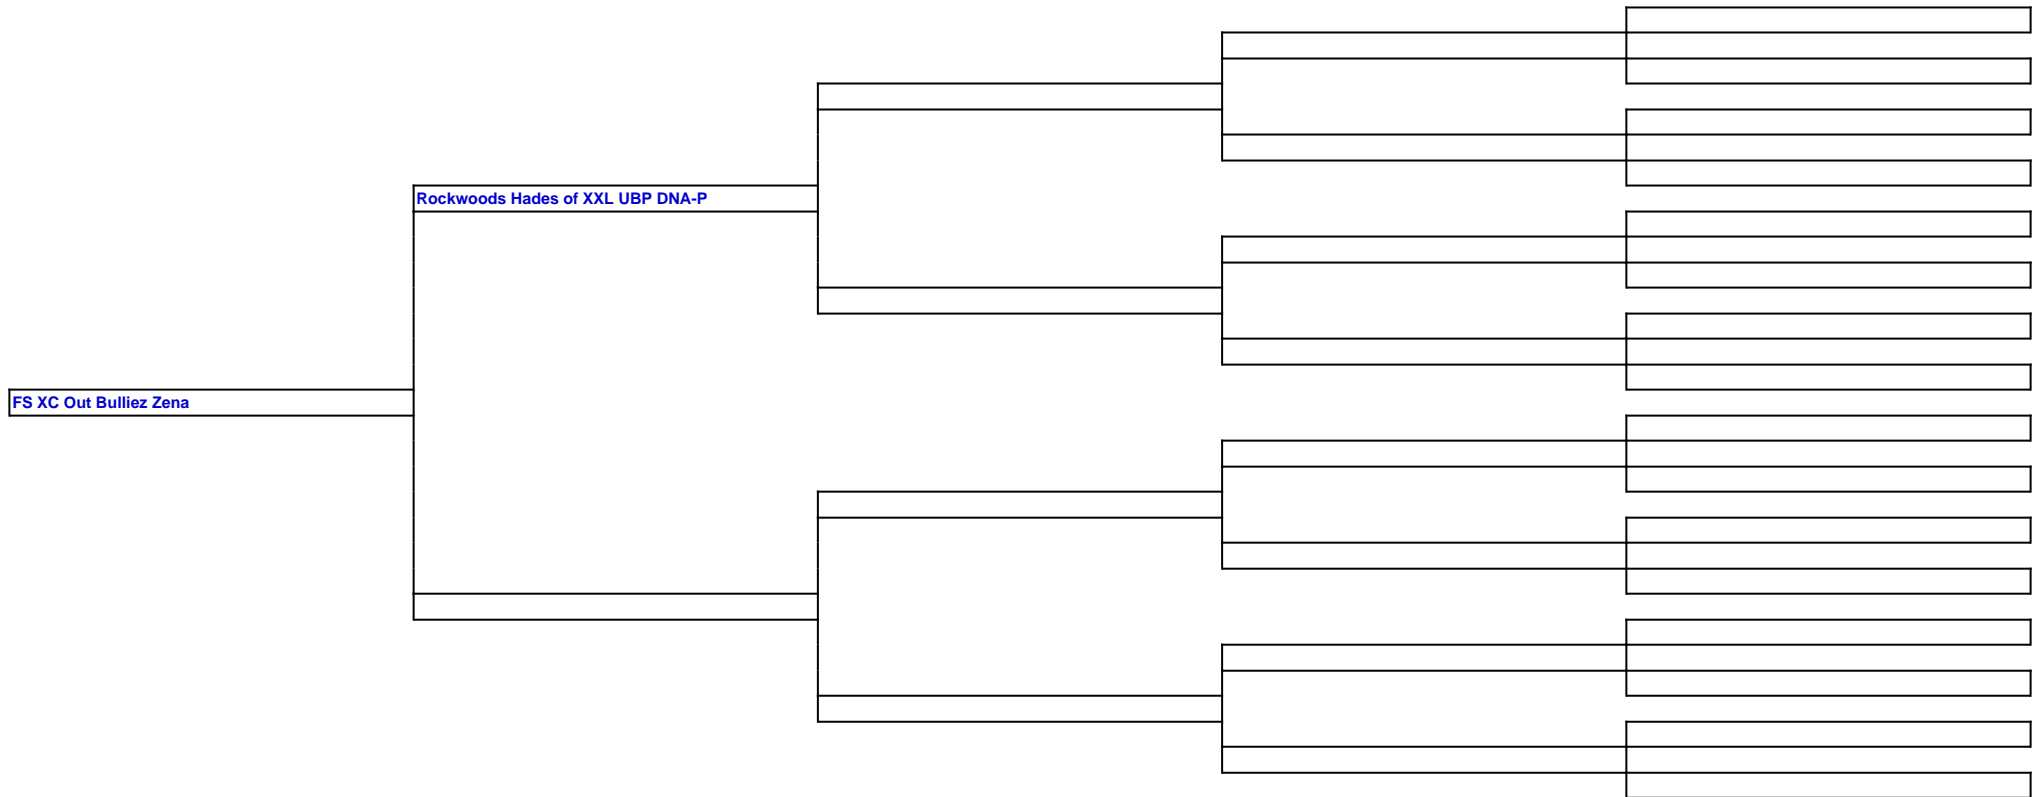 Rockwoods Hades of XXL UBP DNA-P
FS XC Out Bulliez Zena